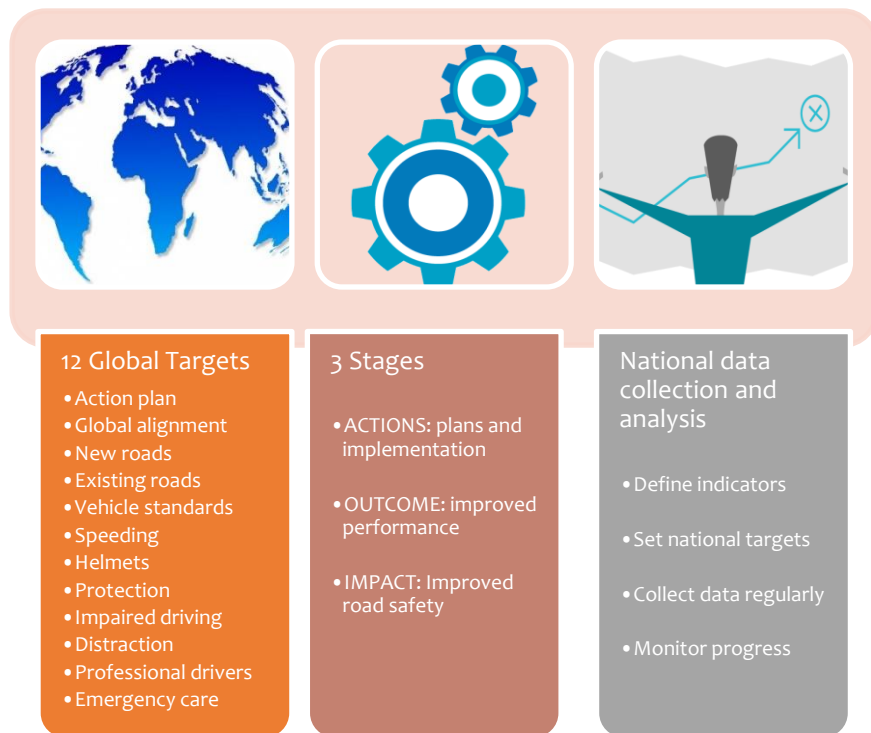 12 Global Targets
•Action plan
•Global alignment
•New roads
•Existing roads
•Vehicle standards
•Speeding
•Helmets
•Protection
•Impaired driving
•Distraction
•Professional drivers
•Emergency care
3 Stages
•ACTIONS: plans and
implementation
•OUTCOME: improved
performance
•IMPACT: Improved
road safety
National data
collection and
analysis
•Define indicators
•Set national targets
•Collect data regularly
•Monitor progress